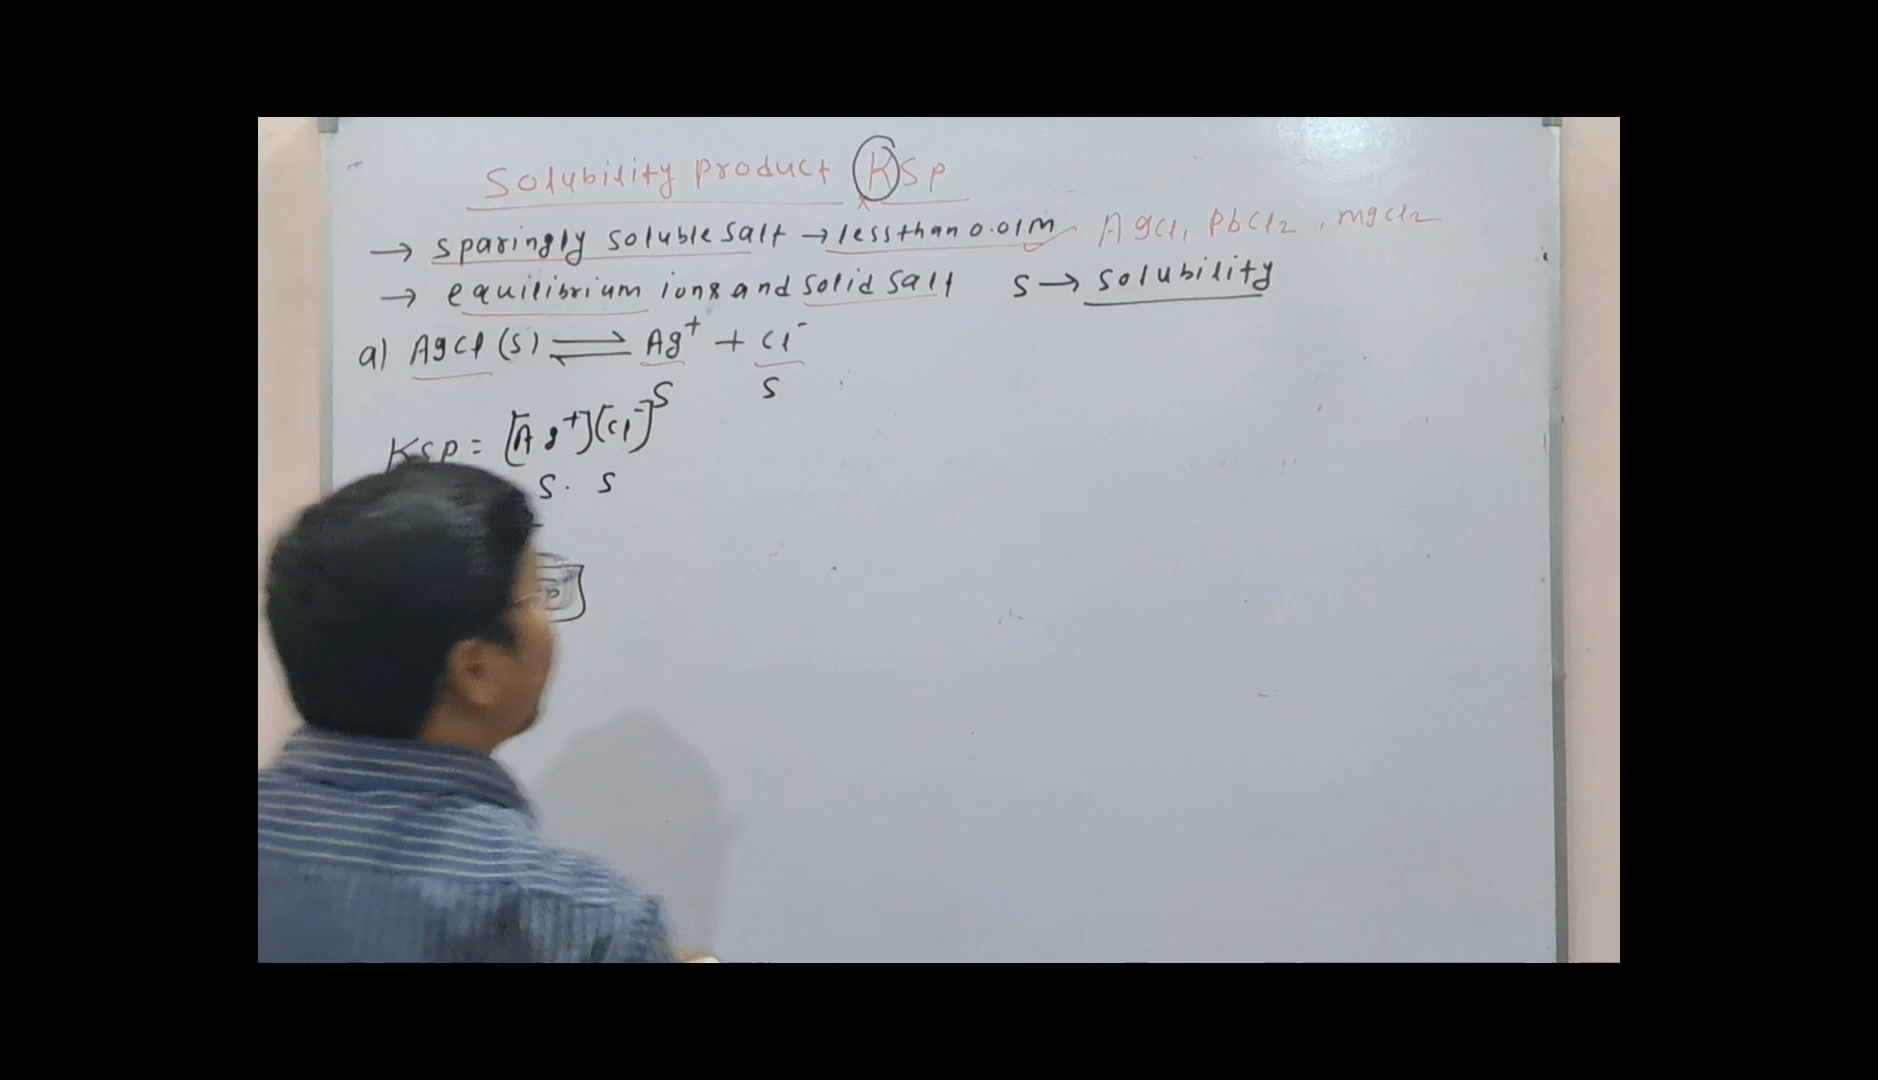 Solubility product Ksp
→ sparingly soluble salt → less than 0.01M AgCl, PbCl2, mgcl2
→ equilibrium ions and solid salt S → solubility
a) AgCl (s) ⇌ Ag+ + Cl-
S S
Ksp = [Ag+][Cl-]
S. S